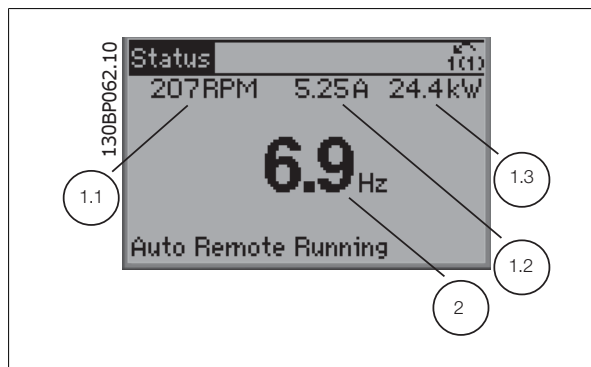 130BP062.10
Status
1(1)
207RPM 5.25A 24.4kW
1.1
6.9Hz
1.3
1.2
Auto Remote Running
2